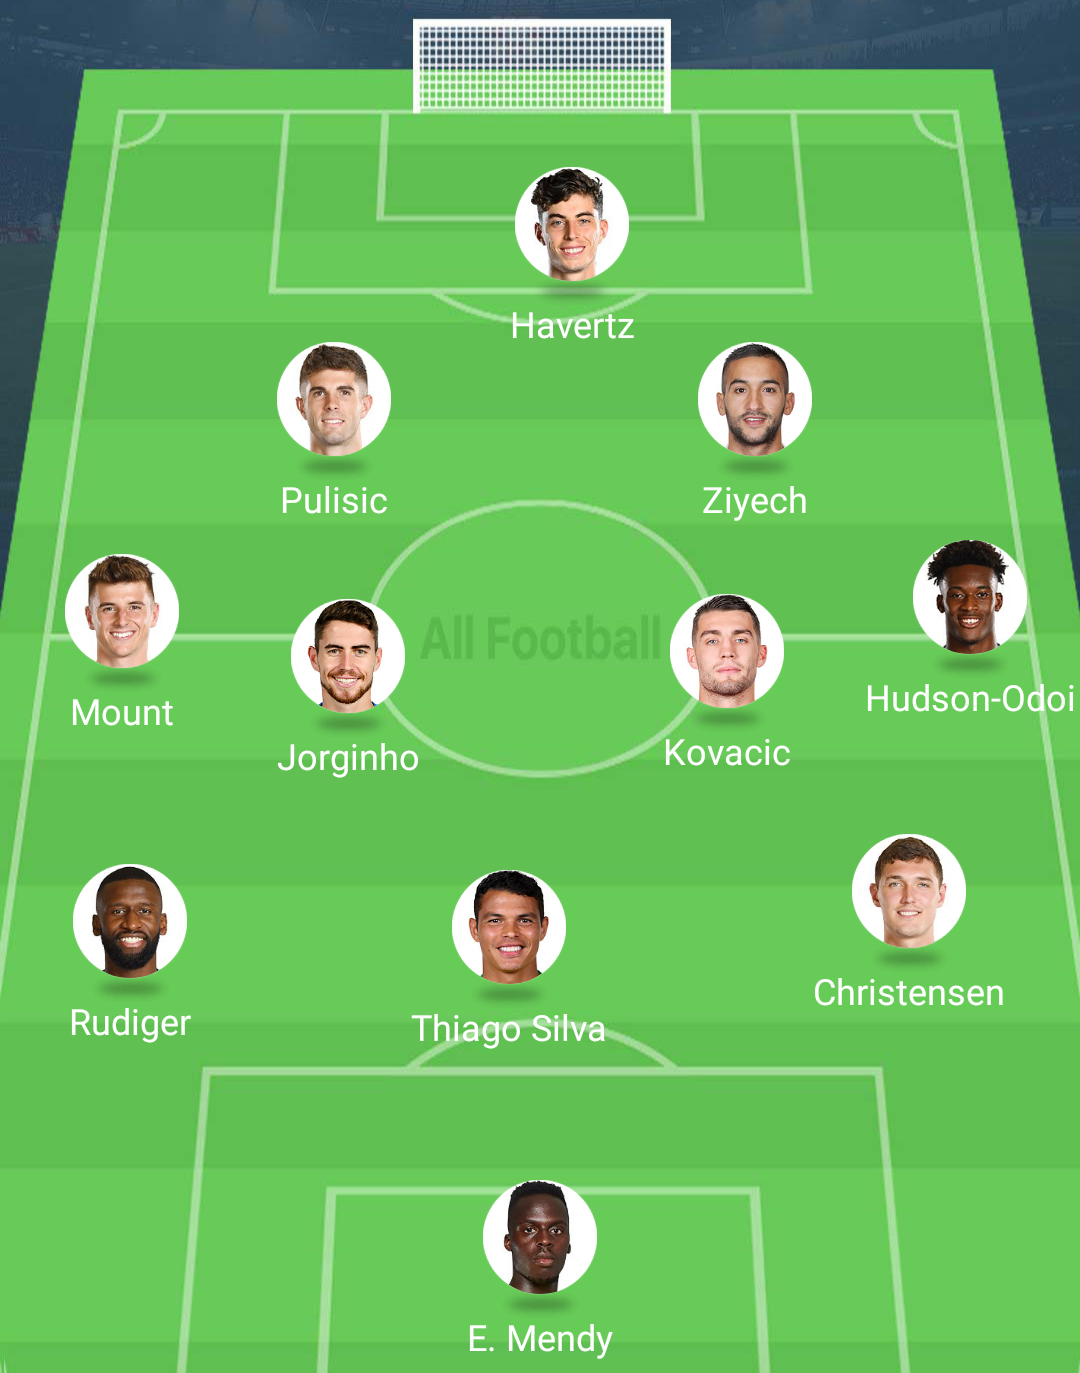 Havertz
Pulisic
Ziyech
All Football
Mount
Hudson-Odoi
Jorginho
Kovacic
Rudiger
Thiago Silva
Christensen
E. Mendy